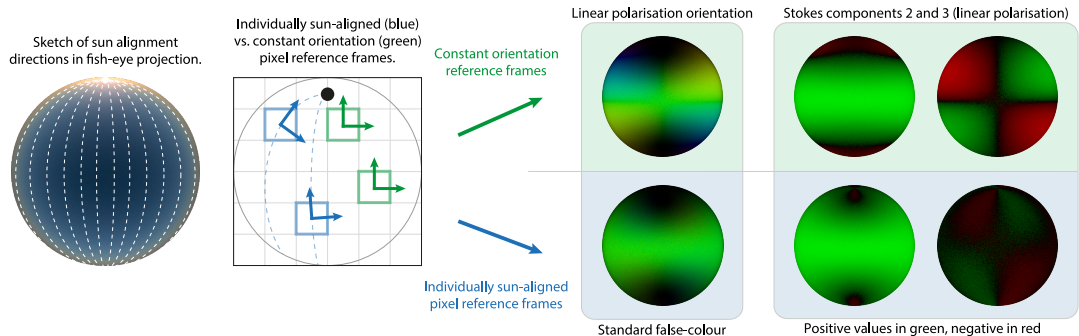 Sketch of sun alignment
directions in fish-eye projection.
Individually sun-aligned (blue)
vs. constant orientation (green)
pixel reference frames.
Constant orientation
reference frames
Individually sun-aligned
pixel reference frames
Linear polarisation orientation
Stokes components 2 and 3 (linear polarisation)
Standard false-colour
Positive values in green, negative in red